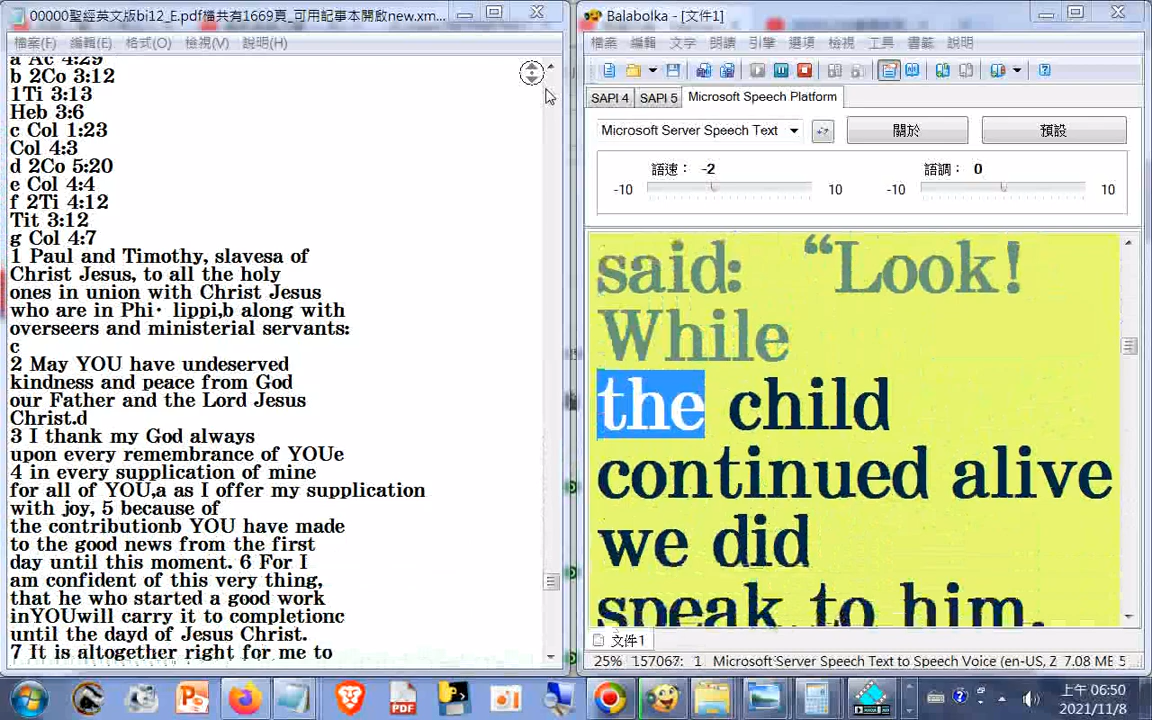 00000聖經英文版bi12_E.pdf檔共有1669頁_可用記事本開啟new.xm...
檔案(F) 編輯(E) 格式(O) 檢視(V) 說明(H)
a Ac 4:29
b 2Co 3:12
1Ti 3:13
Heb 3:6
c Col 1:23
Col 4:3
d 2Co 5:20
e Col 4:4
f 2Ti 4:12
Tit 3:12
g Col 4:7
1 Paul and Timothy, slavesa of
Christ Jesus, to all the holy
ones in union with Christ Jesus
who are in Phi· lippi,b along with
overseers and ministerial servants:
c
2 May YOU have undeserved
kindness and peace from God
our Father and the Lord Jesus
Christ.d
3 I thank my God always
upon every remembrance of YOUe
4 in every supplication of mine
for all of YOU,a as I offer my supplication
with joy, 5 because of
the contributionb YOU have made
to the good news from the first
day until this moment. 6 For I
am confident of this very thing,
that he who started a good work
inYOUwill carry it to completionc
until the dayd of Jesus Christ.
7 It is altogether right for me to
Balabolka - [文件1]
檔案 編輯 文字 朗讀 引擎 選項 檢視 工具 書籤 說明
SAPI 4 SAPI 5 Microsoft Speech Platform
Microsoft Server Speech Text 關於 預設
語速： -2 語調： 0
-10 10 -10 10
said: “Look!
While
the child
continued alive
we did
speak to him,
文件1
25% 157067: 1 Microsoft Server Speech Text to Speech Voice (en-US, Z 7.08 MB 5
上午 06:50
2021/11/8